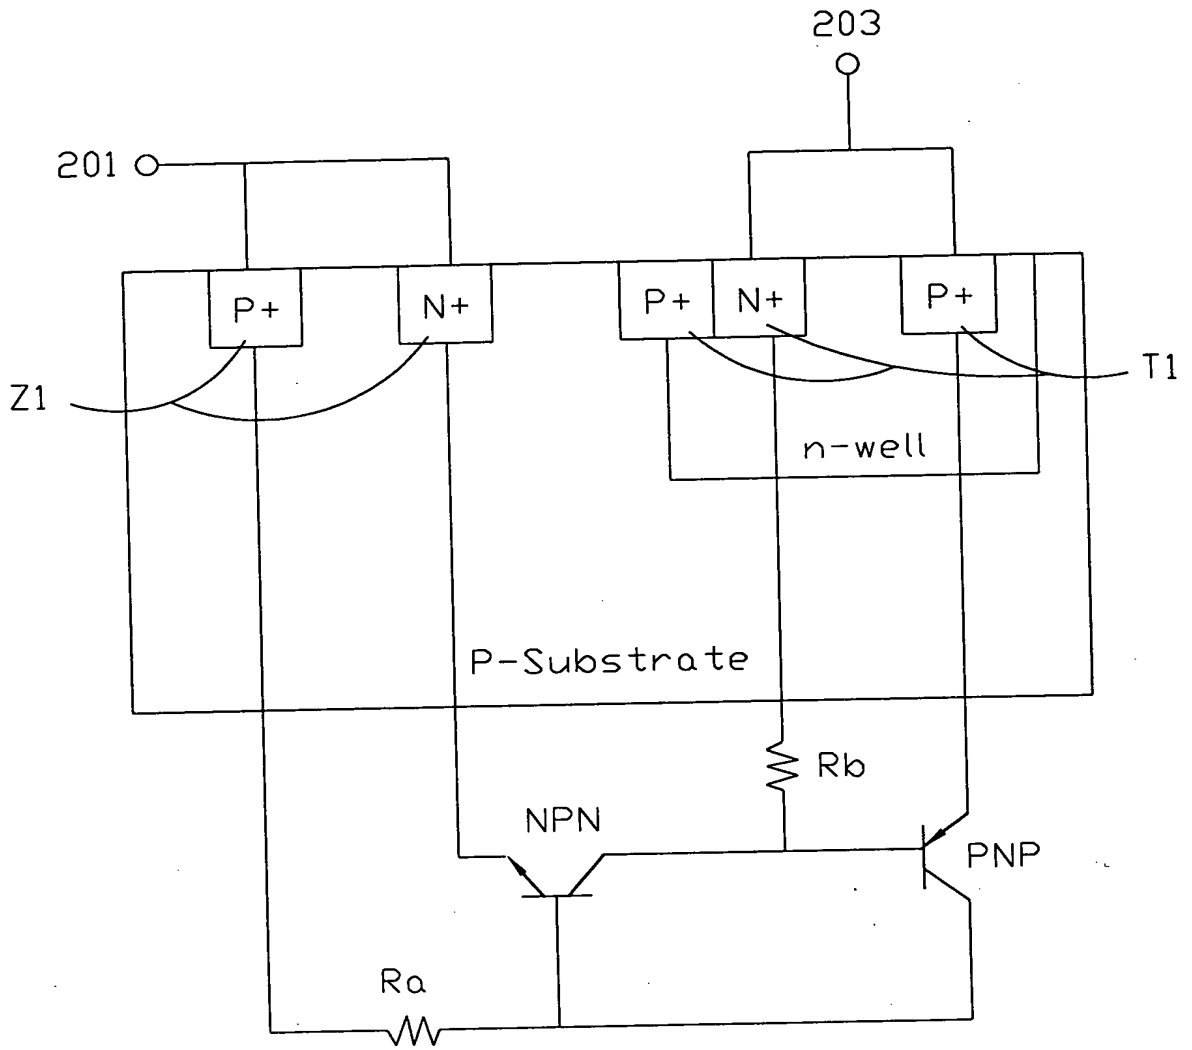 203
201
P+
N+
P+
N+
P+
Z1
T1
n-well
P-Substrate
Rb
NPN
PNP
Ra